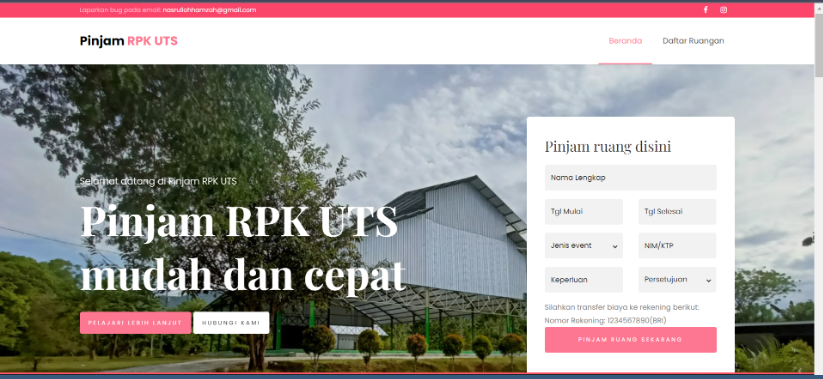 Laporkan bug pada email: nasrullahhamzah@gmail.com
Pinjam RPK UTS
Beranda
Daftar Ruangan
Selamat datang di Pinjam RPK UTS
Pinjam RPK UTS
mudah dan cepat
PELAJARI LEBIH LANJUT
HUBUNGI KAMI
Pinjam ruang disini
Nama Lengkap
Tgl Mulai
Tgl Selesai
Jenis event
NIM/KTP
Keperluan
Persetujuan
Silahkan transfer biaya ke rekening berikut:
Nomor Rekening: 1234567890(BRI)
PINJAM RUANG SEKARANG